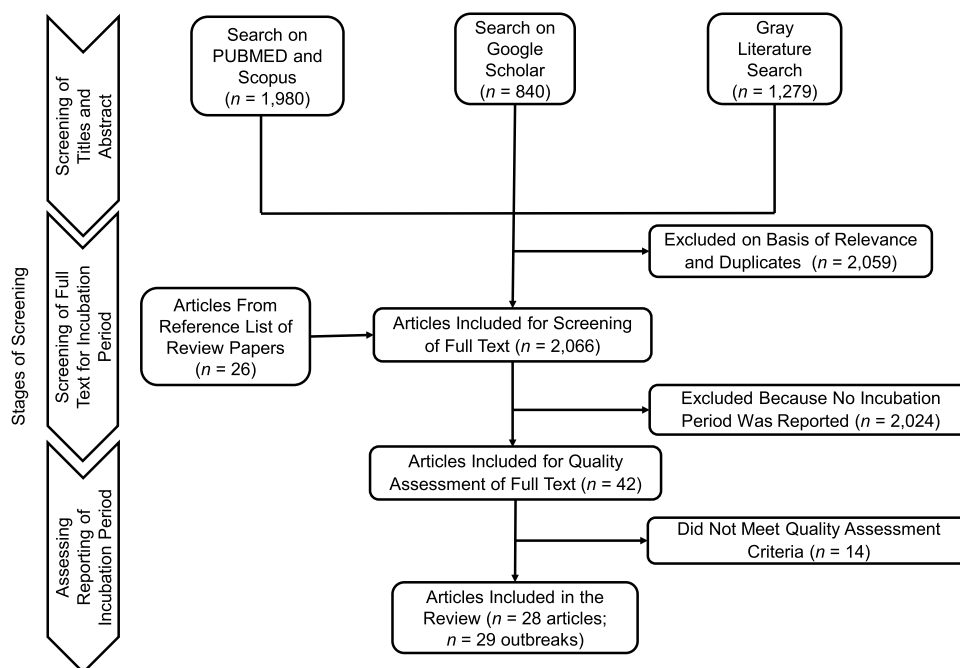 Search on
PUBMED and
Scopus
(n = 1,980)
Search on
Google
Scholar
(n = 840)
Gray
Literature
Search
(n = 1,279)
Screening of
Titles and
Abstract
Excluded on Basis of Relevance
and Duplicates (n = 2,059)
Stages of Screening
Screening of Full
Text for Incubation
Period
Articles From
Reference List of
Review Papers
(n = 26)
Articles Included for Screening
of Full Text (n = 2,066)
Excluded Because No Incubation
Period Was Reported (n = 2,024)
Articles Included for Quality
Assessment of Full Text (n = 42)
Assessing
Reporting of
Incubation Period
Did Not Meet Quality Assessment
Criteria (n = 14)
Articles Included in the
Review (n = 28 articles;
n = 29 outbreaks)